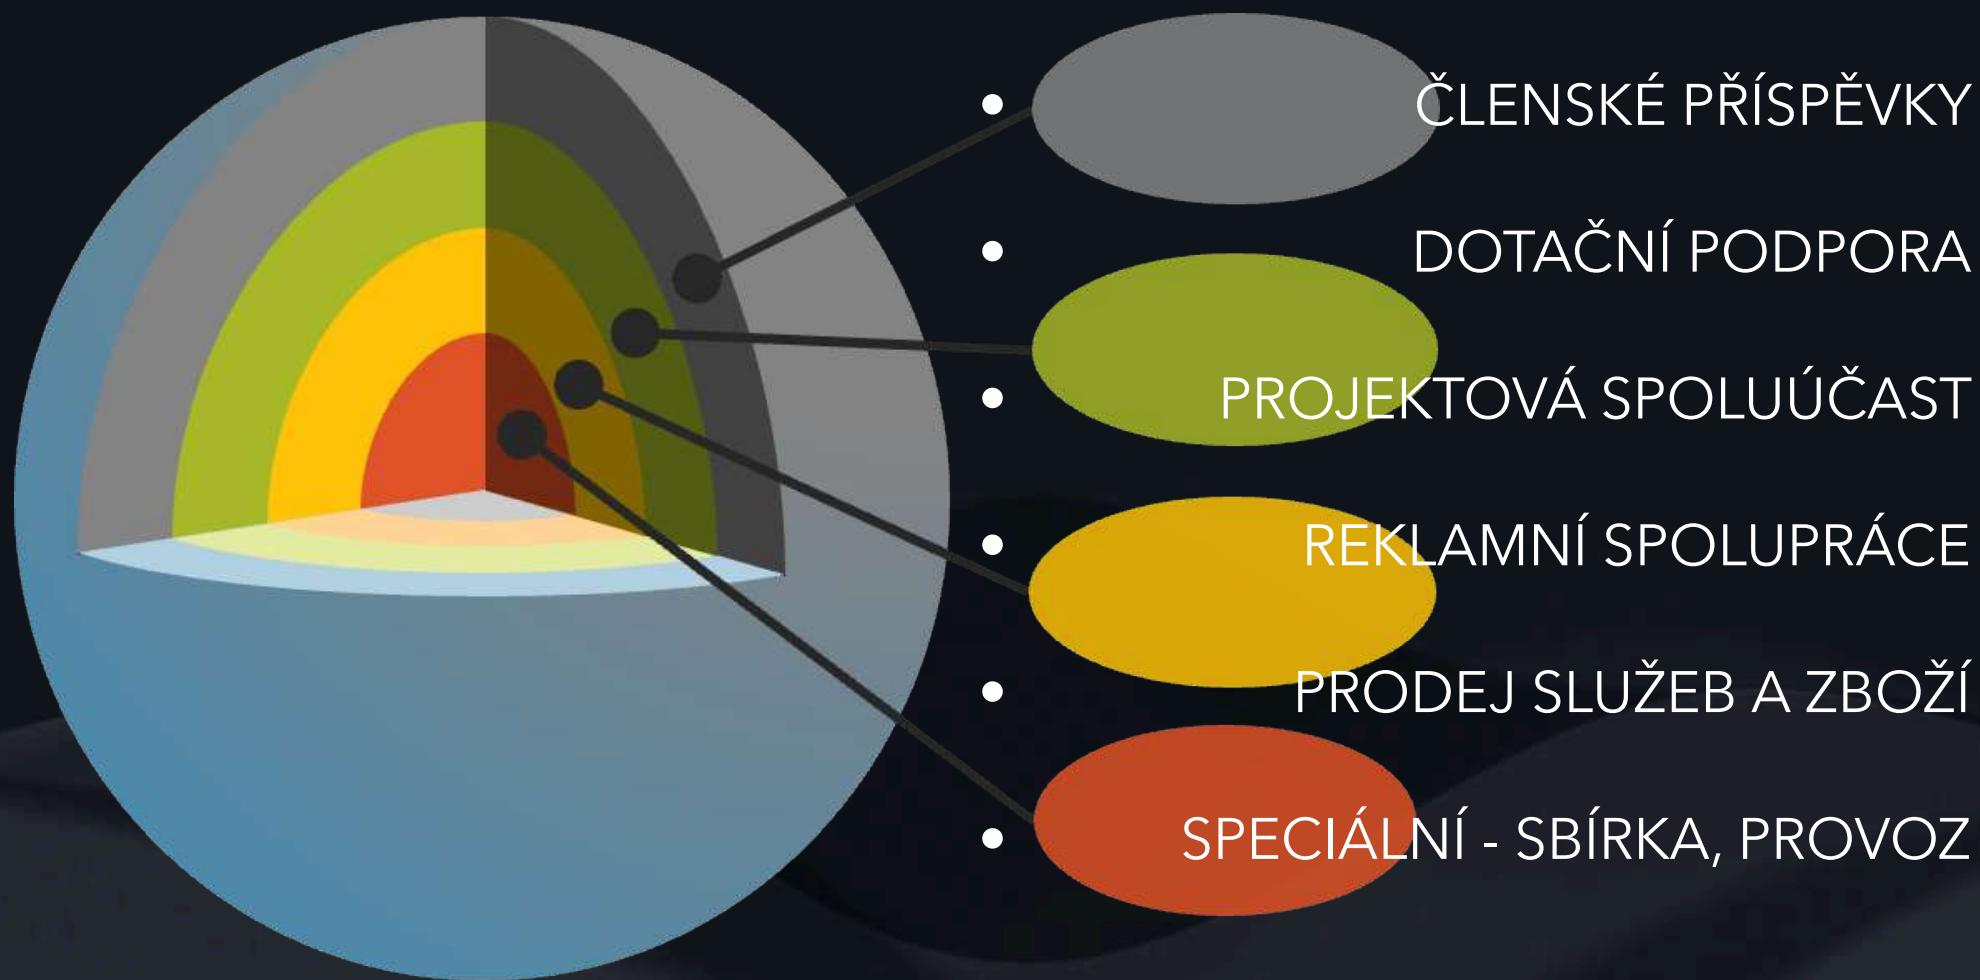 • ČLENSKÉ PŘÍSPĚVKY
• DOTAČNÍ PODPORA
• PROJEKTOVÁ SPOLUÚČAST
• REKLAMNÍ SPOLUPRÁCE
• PRODEJ SLUŽEB A ZBOŽÍ
• SPECIÁLNÍ - SBÍRKA, PROVOZ